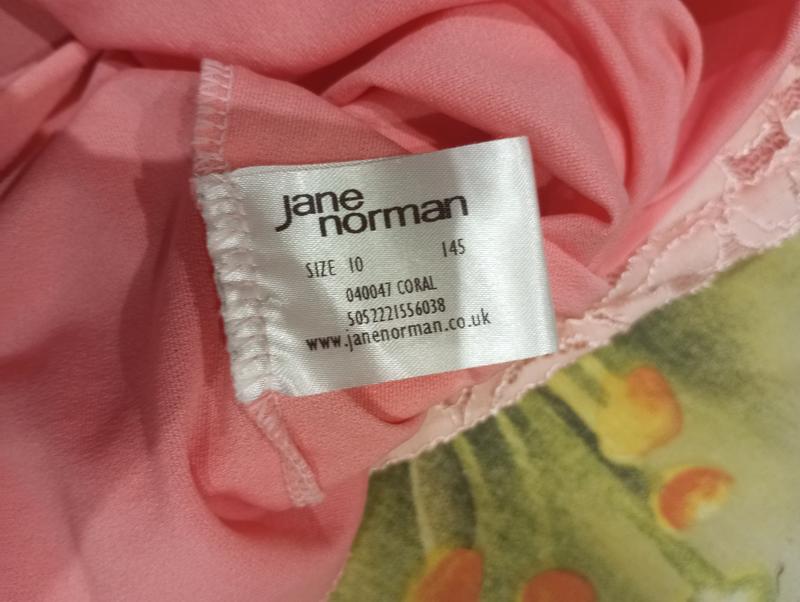 jane
norman
SIZE 10 145
040047 CORAL
5052221556038
www.janenorman.co.uk